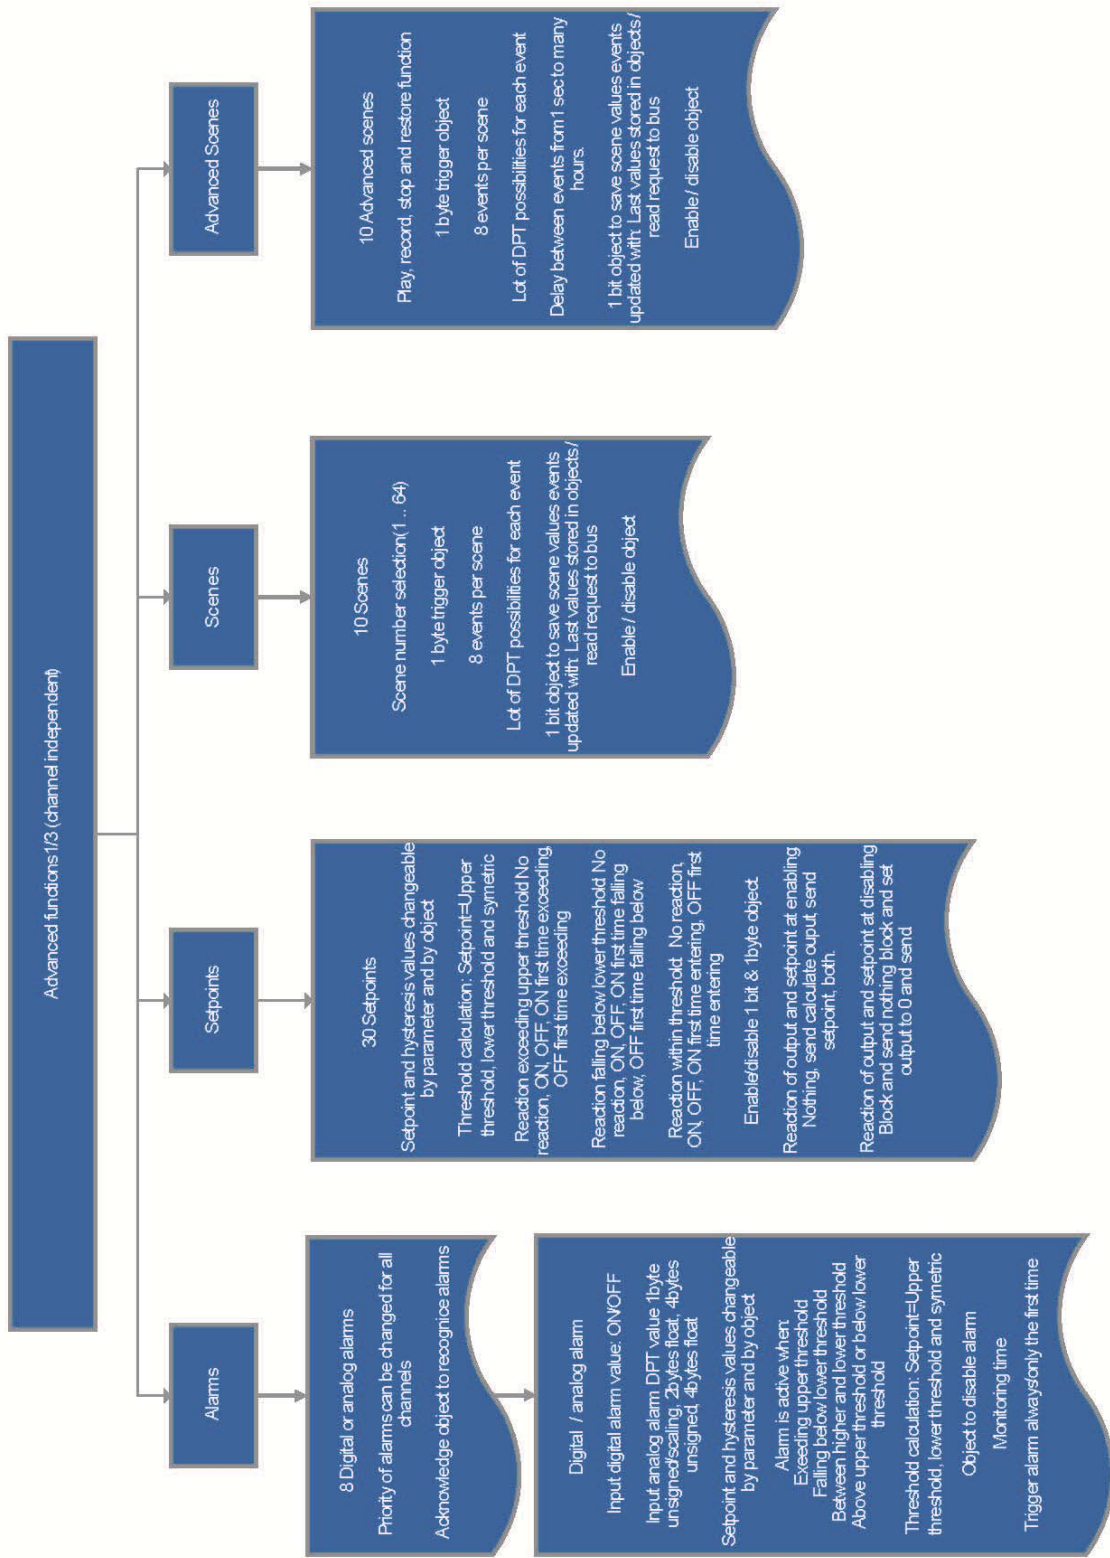 Advanced functions1/3 (channel independent)
Alarms
8 Digital or analog alarms
Priority of alarms can be changed for all
channels
Acknowledge object to recognice alarms
Digital / analog alarm
Input digital alarm value: ON/OFF
Input analog alarm DPT value 1byte
unsigned/scaling, 2bytes float, 4bytes
unsigned, 4bytes float
Setpoint and hysteresis values changeable
by parameter and by object
Alarm is active when:
Exeeding upper threshold
Falling below lower threshold
Between higher and lower threshold
Above upper threshold or below lower
threshold
Threshold calculation: Setpoint=Upper
threshold, lower threshold and symetric
Object to disable alarm
Monitoring time
Trigger alarm always/only the first time
Setpoints
30 Setpoints
Setpoint and hysteresis values changeable
by parameter and by object
Threshold calculation: Setpoint=Upper
threshold, lower threshold and symetric
Reaction exceeding upper threshold No
reaction, ON, OFF, ON first time exceeding,
OFF first time exceeding
Reaction falling below lower threshold No
reaction, ON, OFF, ON first time falling
below, OFF first time falling below
Reaction within threshold: No reaction,
ON, OFF, ON first time entering, OFF first
time entering
Enable/disable 1 bit & 1byte object.
Reaction of output and setpoint at enabling:
Nothing, send calculate ouput, send
setpoint, both.
Reaction of output and setpoint at disabling
Block and send nothing block and set
output to 0 and send
Scenes
10 Scenes
Scene number selection(1 .. 64)
1 byte trigger object
8 events per scene
Lot of DPT possibilities for each event
1 bit object to save scene values events
updated with: Last values stored in objects /
read request to bus
Enable / disable object
Advanced Scenes
10 Advanced scenes
Play, record, stop and restore function
1 byte trigger object
8 events per scene
Lot of DPT possibilities for each event
Delay between events from 1 sec to many
hours.
1 bit object to save scene values events
updated with: Last values stored in objects /
read request to bus
Enable / disable object